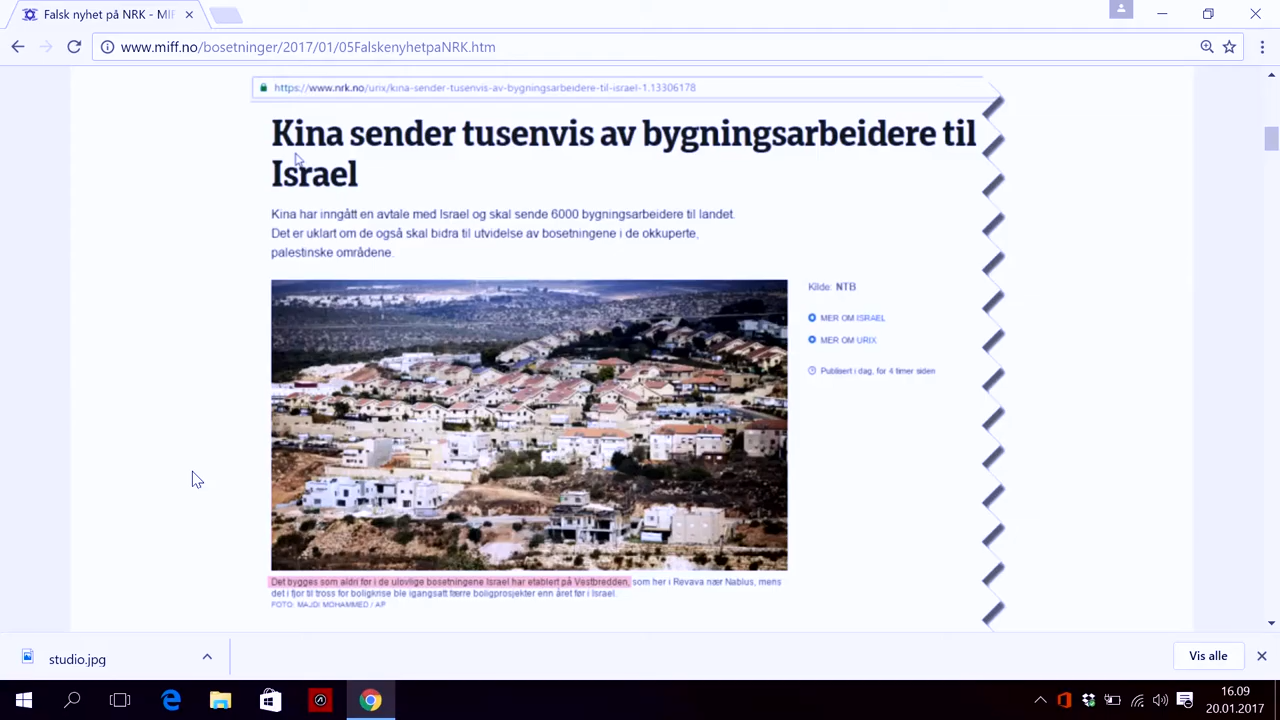 Falsk nyhet på NRK - MIF
www.miff.no/bosetninger/2017/01/05FalskenyhetpaNRK.htm
https://www.nrk.no/urix/kina-sender-tusenvis-av-bygningsarbeidere-til-israel-1.13306178
Kina sender tusenvis av bygningsarbeidere til
Israel
Kina har inngått en avtale med Israel og skal sende 6000 bygningsarbeidere til landet.
Det er uklart om de også skal bidra til utvidelse av bosetningene i de okkuperte,
palestinske områdene.
Kilde: NTB
MER OM ISRAEL
MER OM URIX
Publisert i dag, for 4 timer siden
Det bygges som aldri før i de ulovlige bosetningene Israel har etablert på Vestbredden, som her i Revava nær Nablus, mens
det i fjor til tross for boligkrise ble igangsatt færre boligprosjekter enn året før i Israel.
FOTO: MAJDI MOHAMMED / AP
studio.jpg
Vis alle
16.09
20.01.2017